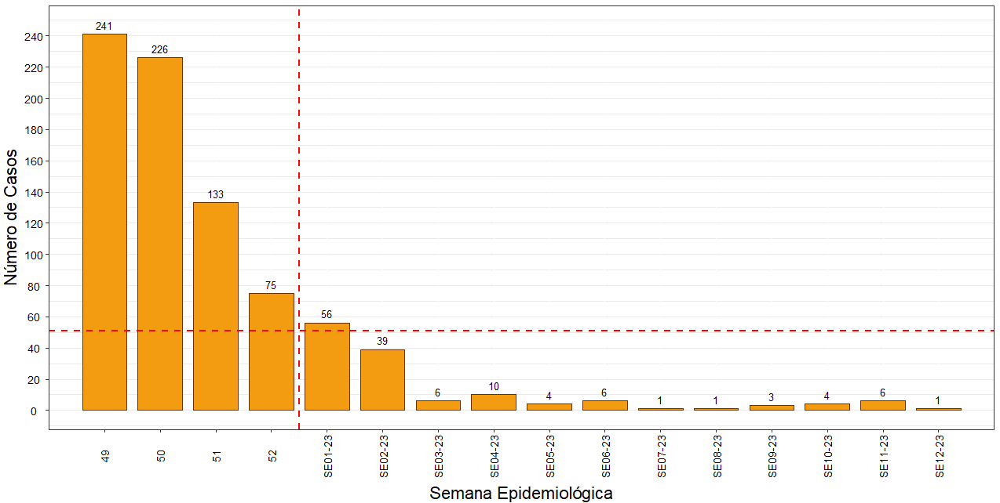 Número de Casos
240
220
200
180
160
140
120
100
80
60
40
20
0
241
226
133
75
56
39
6
10
4
6
1
1
3
4
6
1
49
50
51
52
SE01-23
SE02-23
SE03-23
SE04-23
SE05-23
SE06-23
SE07-23
SE08-23
SE09-23
SE10-23
SE11-23
SE12-23
Semana Epidemiológica